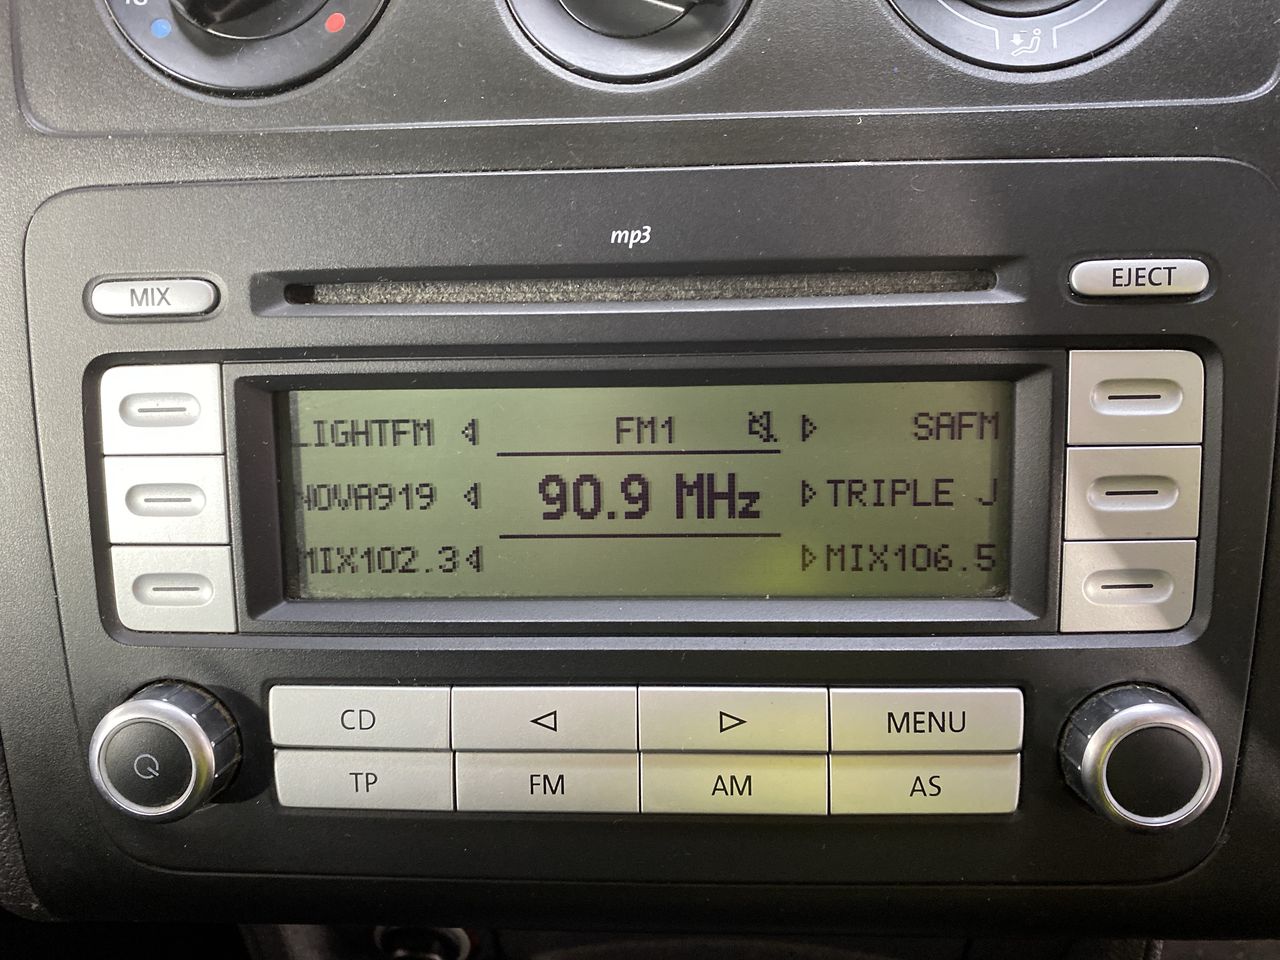 mp3
MIX
EJECT
LIGHTFM FM1 SAFM
NOVA919 90.9 MHz TRIPLE J
MIX102.3 MIX106.5
CD MENU
TP FM AM AS